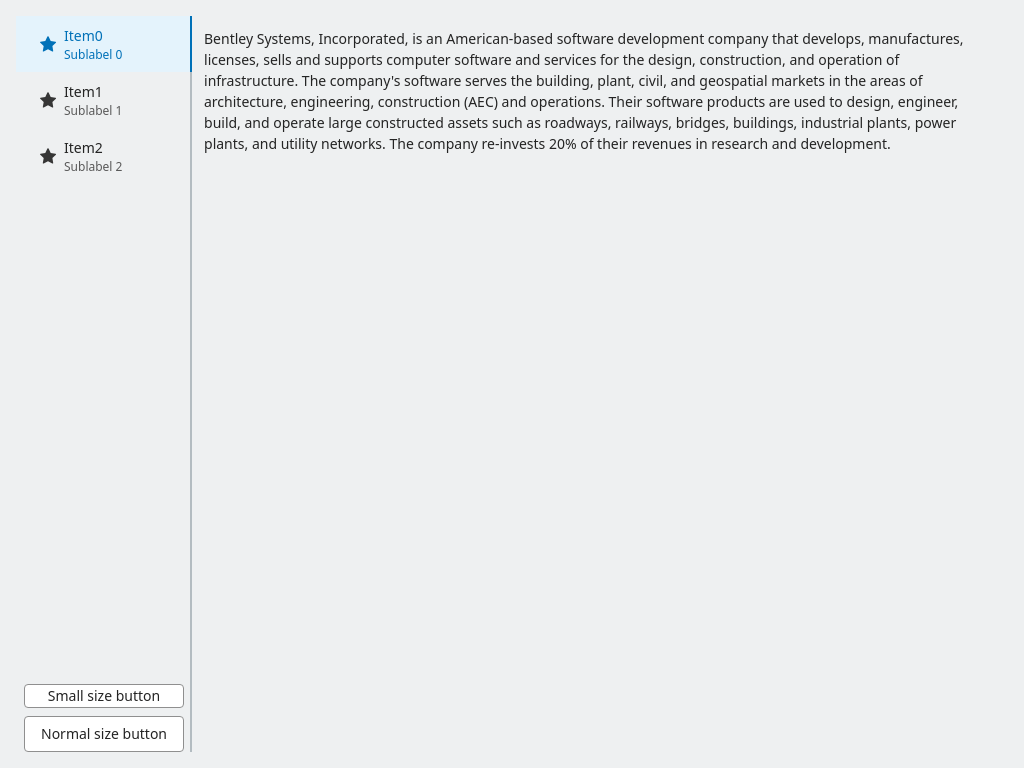 Item0
Sublabel 0
Item1
Sublabel 1
Item2
Sublabel 2
Small size button
Normal size button
Bentley Systems, Incorporated, is an American-based software development company that develops, manufactures,
licenses, sells and supports computer software and services for the design, construction, and operation of
infrastructure. The company's software serves the building, plant, civil, and geospatial markets in the areas of
architecture, engineering, construction (AEC) and operations. Their software products are used to design, engineer,
build, and operate large constructed assets such as roadways, railways, bridges, buildings, industrial plants, power
plants, and utility networks. The company re-invests 20% of their revenues in research and development.